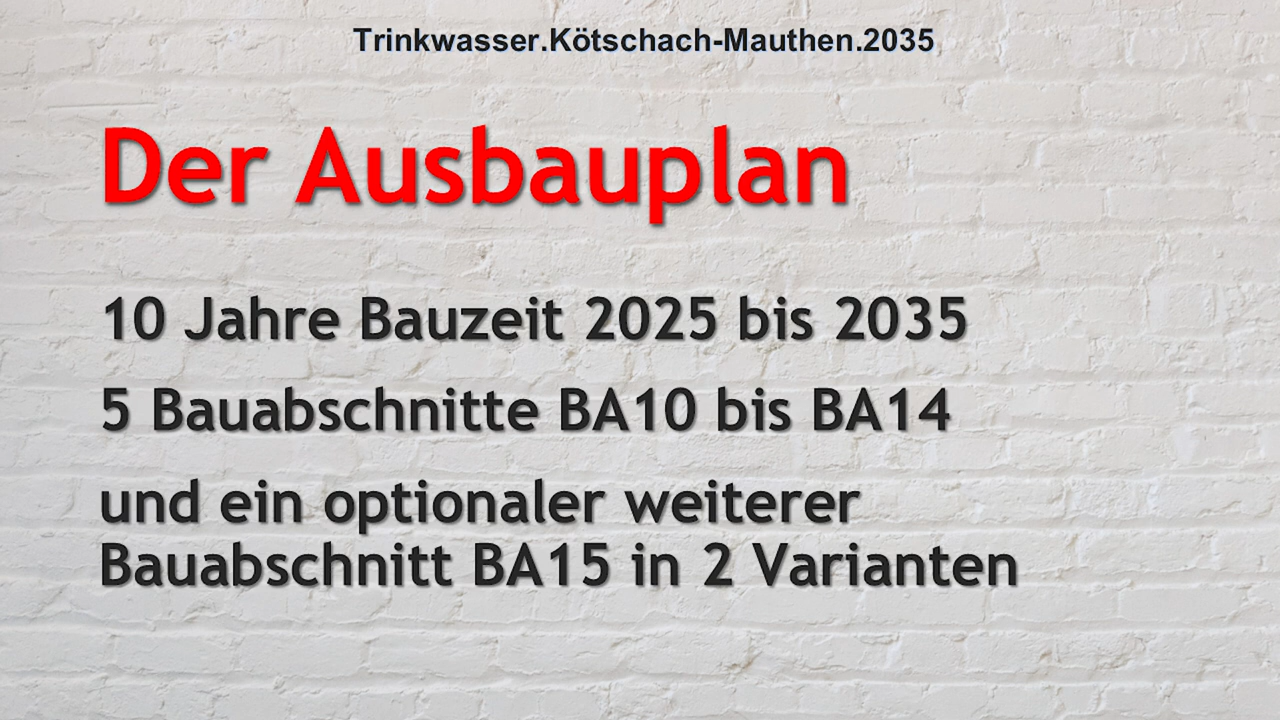 Trinkwasser.Kötschach-Mauthen.2035
Der Ausbauplan
10 Jahre Bauzeit 2025 bis 2035
5 Bauabschnitte BA10 bis BA14
und ein optionaler weiterer
Bauabschnitt BA15 in 2 Varianten